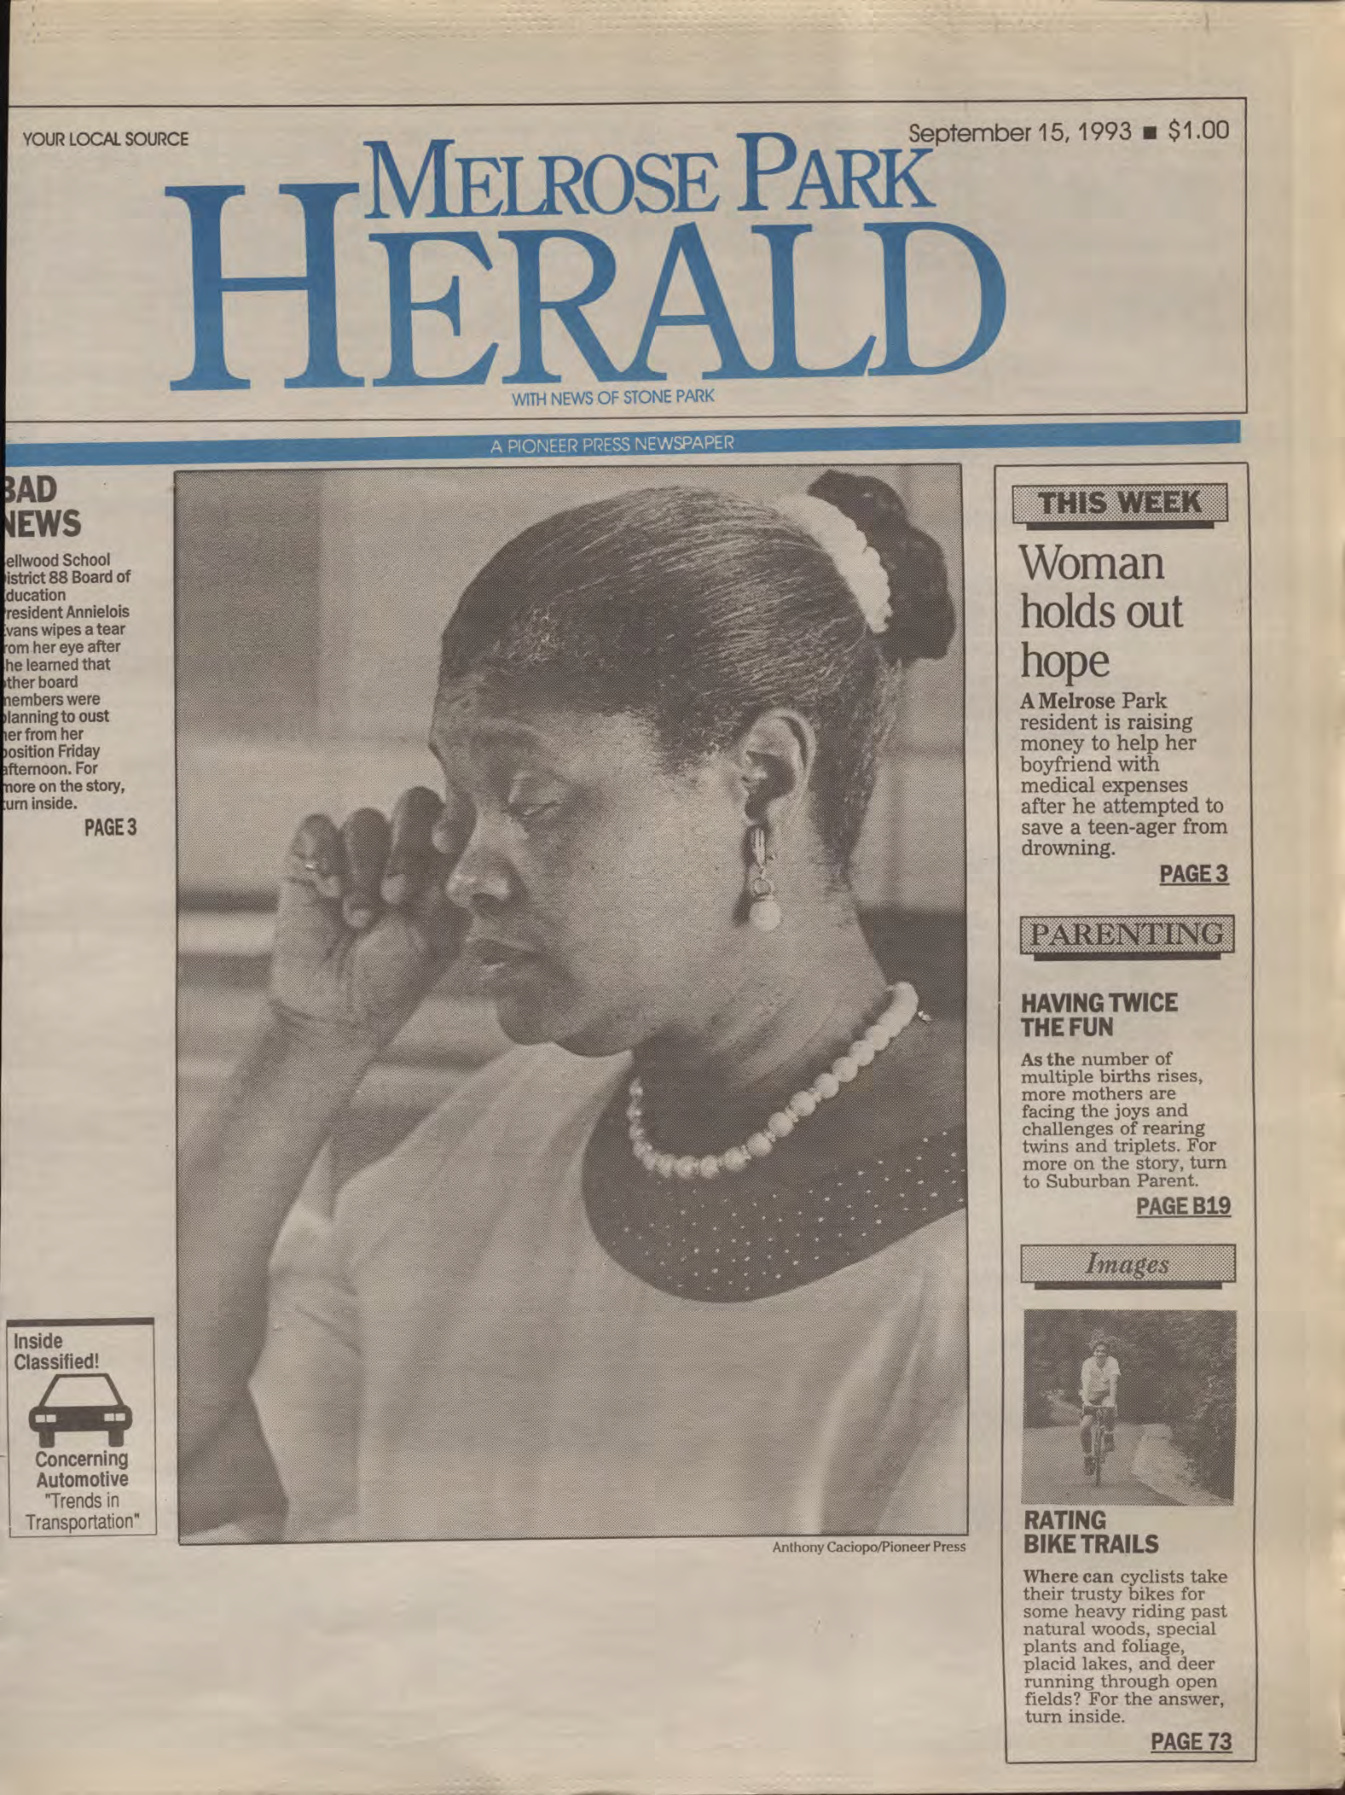 YOUR LOCAL SOURCE
September 15, 1993 ■ $1.00
MELROSE PARK
HERALD
WITH NEWS OF STONE PARK
A PIONEER PRESS NEWSPAPER
BAD
NEWS
ellwood School
istrict 88 Board of
ducation
resident Annielois
vans wipes a tear
rom her eye after
he learned that
ther board
nembers were
lanning to oust
er from her
osition Friday
afternoon. For
more on the story,
turn inside.
PAGE 3
Inside
Classified!
Concerning
Automotive
"Trends in
Transportation"
Anthony Caciopo/Pioneer Press
THIS WEEK
Woman
holds out
hope
A Melrose Park
resident is raising
money to help her
boyfriend with
medical expenses
after he attempted to
save a teen-ager from
drowning.
PAGE 3
PARENTING
HAVING TWICE
THE FUN
As the number of
multiple births rises,
more mothers are
facing the joys and
challenges of rearing
twins and triplets. For
more on the story, turn
to Suburban Parent.
PAGE B19
Images
RATING
BIKE TRAILS
Where can cyclists take
their trusty bikes for
some heavy riding past
natural woods, special
plants and foliage,
placid lakes, and deer
running through open
fields? For the answer,
turn inside.
PAGE 73